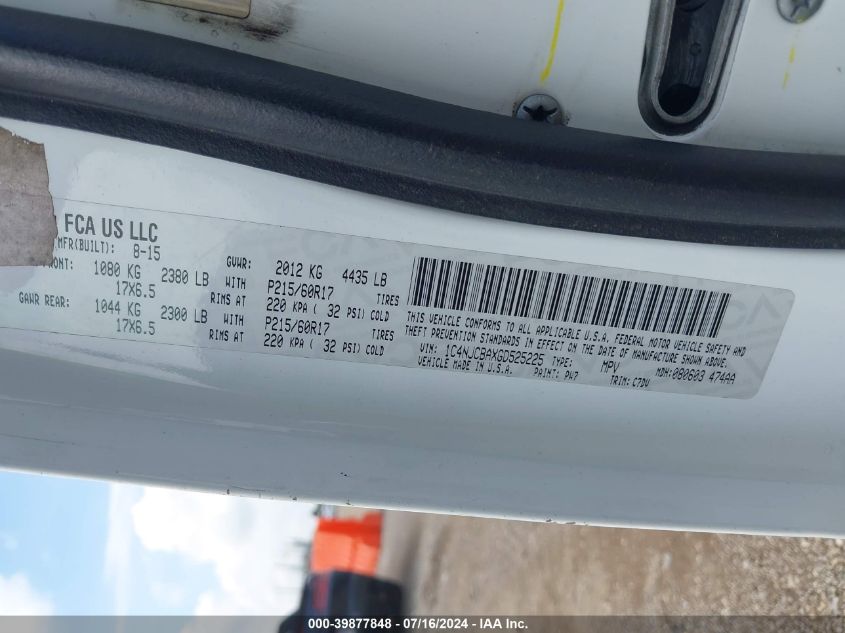 FCA US LLC
MFR(BUILT): 8-15
FRONT: 1080 KG 2380 LB
17X6.5 RIMS AT
GAWR REAR: 1044 KG 2300 LB WITH
17X6.5 RIMS AT
GVWR: 2012 KG 4435 LB
WITH P215/60R17 TIRES
220 KPA ( 32 PSI) COLD
P215/60R17 TIRES
220 KPA ( 32 PSI) COLD
THIS VEHICLE CONFORMS TO ALL APPLICABLE U.S.A. FEDERAL MOTOR VEHICLE SAFETY AND
THEFT PREVENTION STANDARDS IN EFFECT ON THE DATE OF MANUFACTURE SHOWN ABOVE.
VIN: 1C4NJCBAXGD525225 TYPE: MPV MDH:080603 474AA
VEHICLE MADE IN U.S.A. PAINT: PW7 TRIM: C7DV
000-39877848 - 07/16/2024 - IAA Inc.